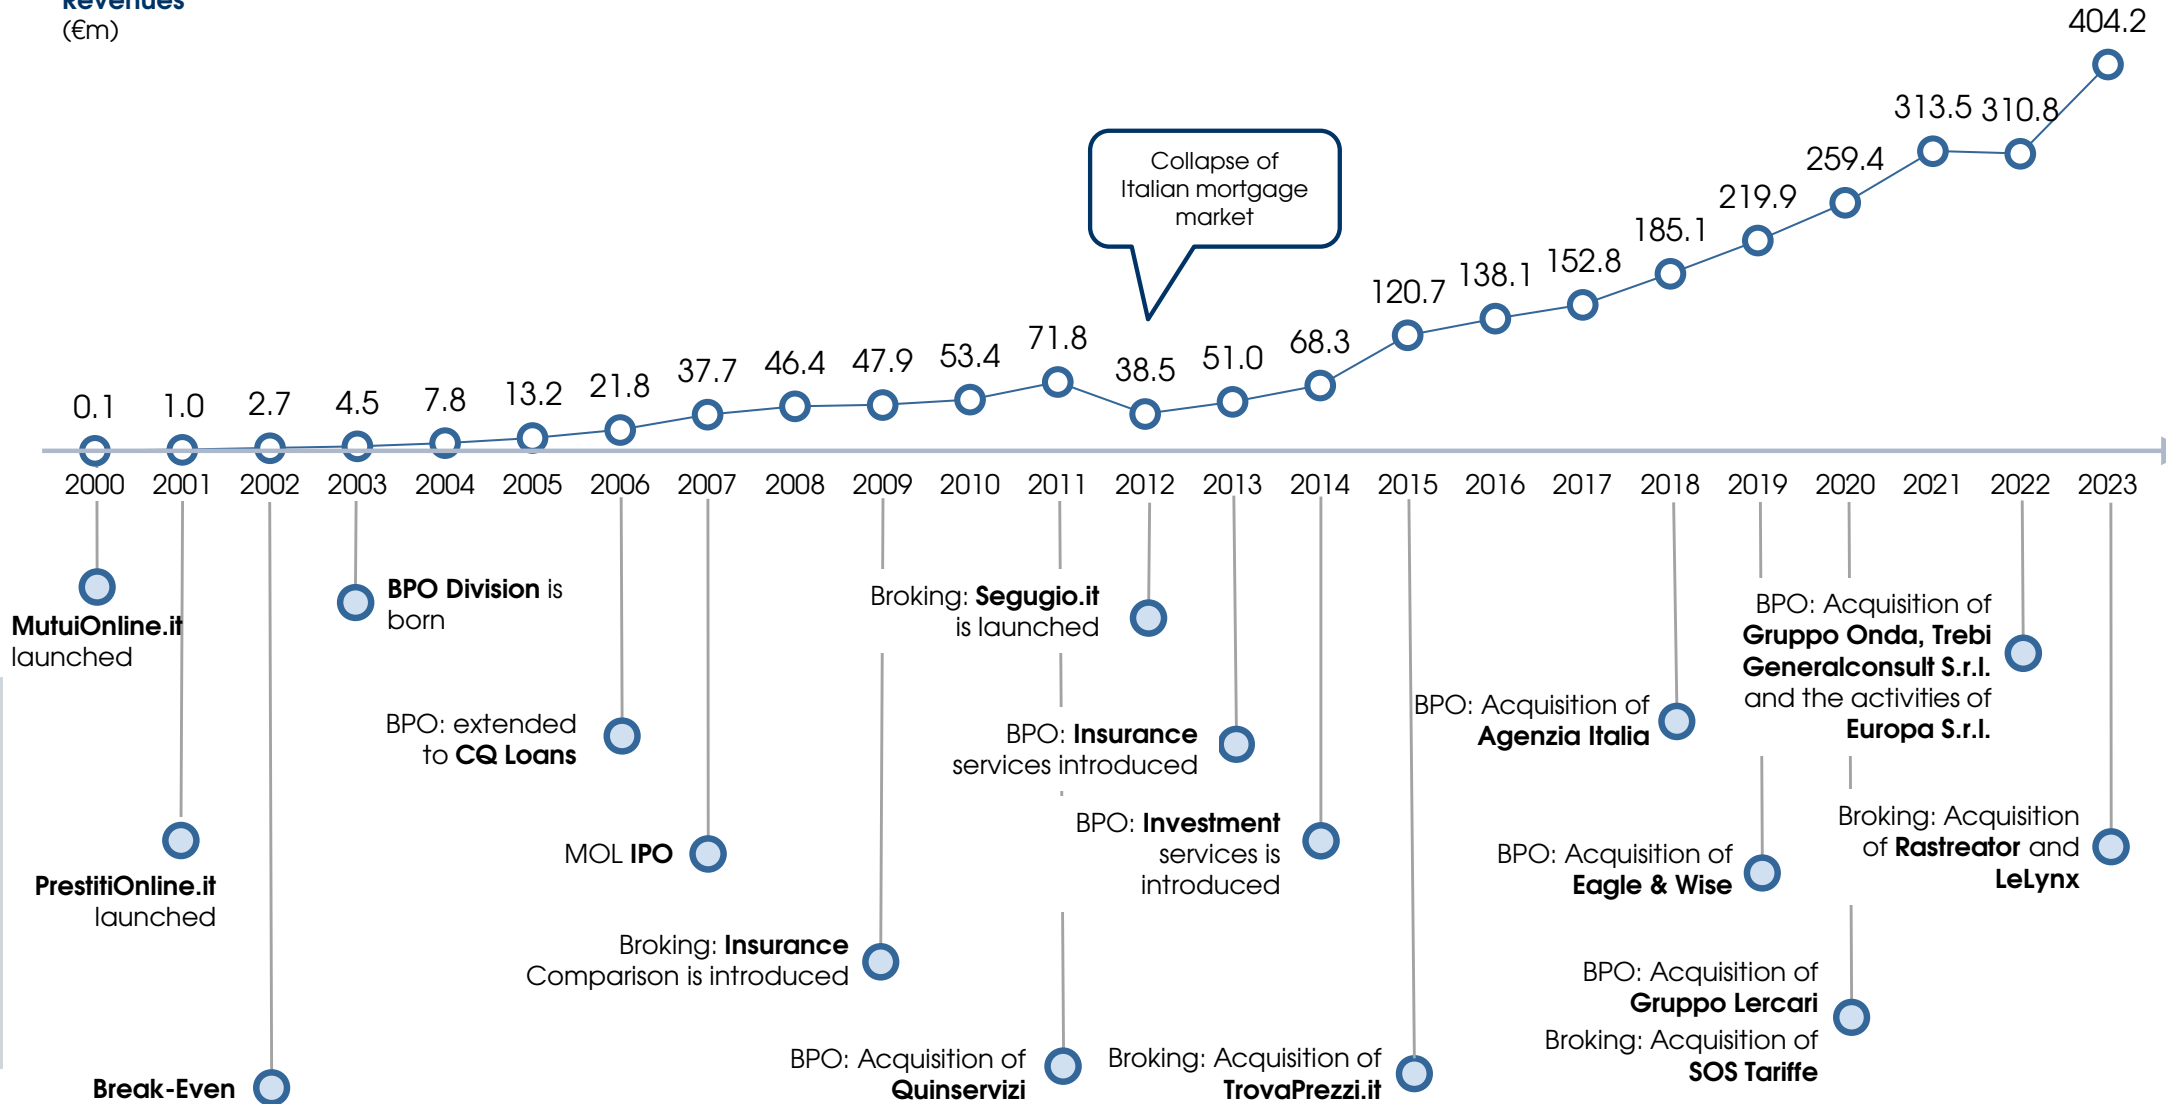 Revenues
(€m)
404.2
313.5 310.8
259.4
219.9
185.1
152.8
138.1
120.7
Collapse of
Italian mortgage
market
68.3
51.0
38.5
71.8
53.4
47.9
46.4
37.7
21.8
13.2
7.8
4.5
2.7
1.0
0.1
2000 2001 2002 2003 2004 2005 2006 2007 2008 2009 2010 2011 2012 2013 2014 2015 2016 2017 2018 2019 2020 2021 2022 2023
MutuiOnline.it
launched
PrestitiOnline.it
launched
Break-Even
BPO Division is
born
BPO: extended
to CQ Loans
MOL IPO
Broking: Insurance
Comparison is introduced
BPO: Acquisition of
Quinservizi
Broking: Segugio.it
is launched
BPO: Insurance
services introduced
BPO: Investment
services is
introduced
Broking: Acquisition of
TrovaPrezzi.it
BPO: Acquisition of
Agenzia Italia
BPO: Acquisition of
Eagle & Wise
BPO: Acquisition of
Gruppo Lercari
Broking: Acquisition of
SOS Tariffe
BPO: Acquisition of
Gruppo Onda, Trebi
Generalconsult S.r.l.
and the activities of
Europa S.r.l.
Broking: Acquisition
of Rastreator and
LeLynx